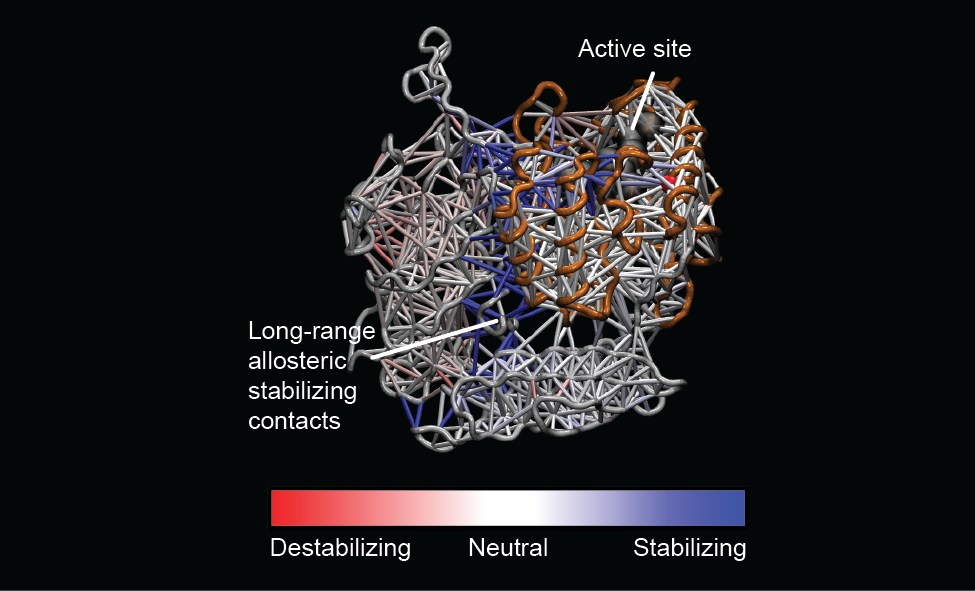 Active site
Long-range
allosteric
stabilizing
contacts
Destabilizing
Neutral
Stabilizing